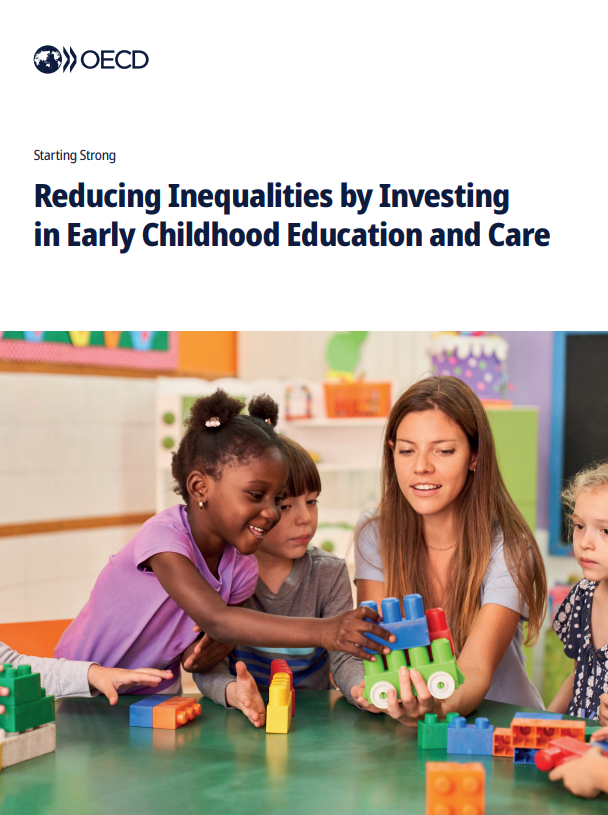 OECD
Starting Strong
Reducing Inequalities by Investing
in Early Childhood Education and Care